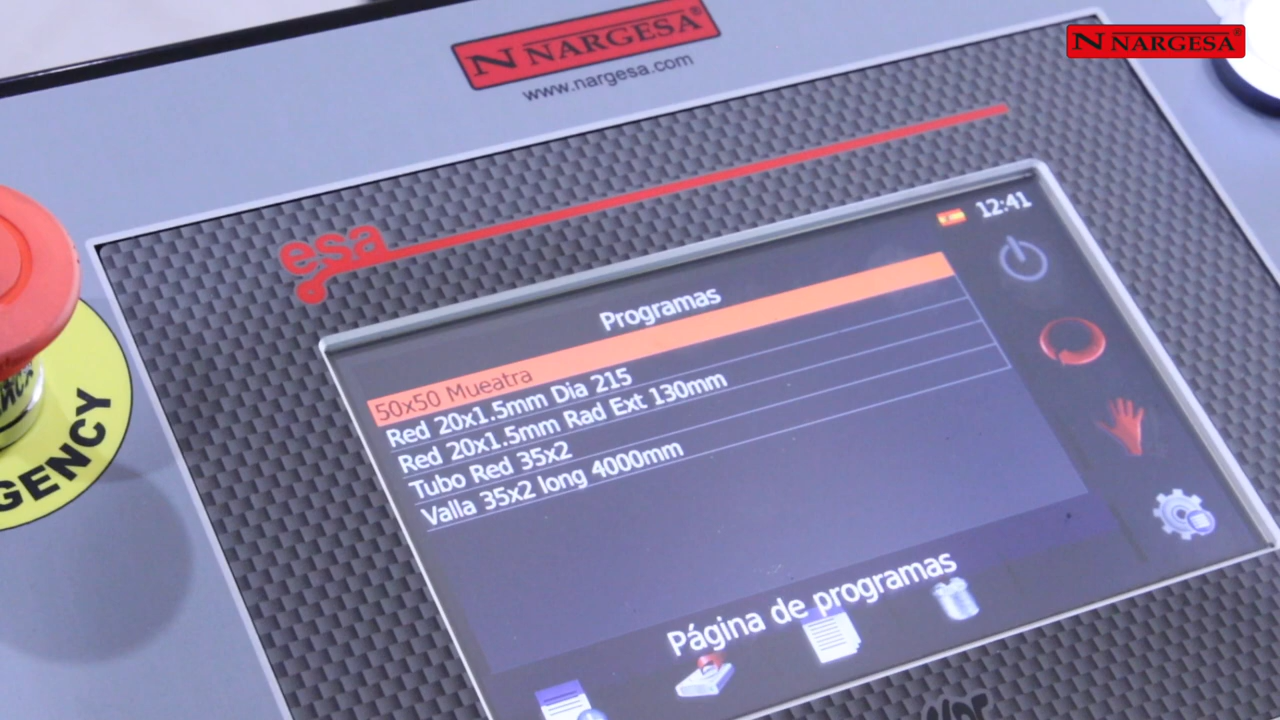 N NARGESA®
N NARGESA®
www.nargesa.com
esa
12:41
Programas
50x50 Mueatra
Red 20x1.5mm Dia 215
Red 20x1.5mm Rad Ext 130mm
Tubo Red 35x2
Valla 35x2 long 4000mm
Página de programas
GENCY